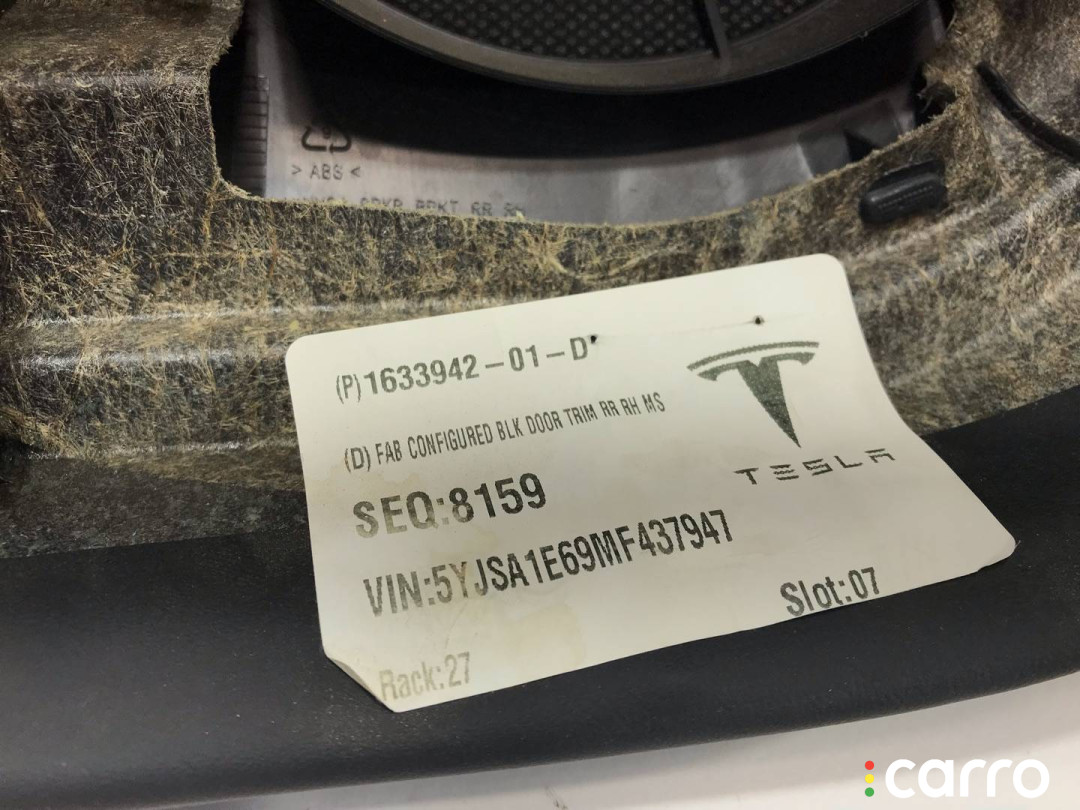 > ABS <
(P) 1633942-01-D
(D) FAB CONFIGURED BLK DOOR TRIM RR RH MS
TESLA
SEQ:8159
VIN:5YJSA1E69MF437947
Slot:07
Rack:27
carro